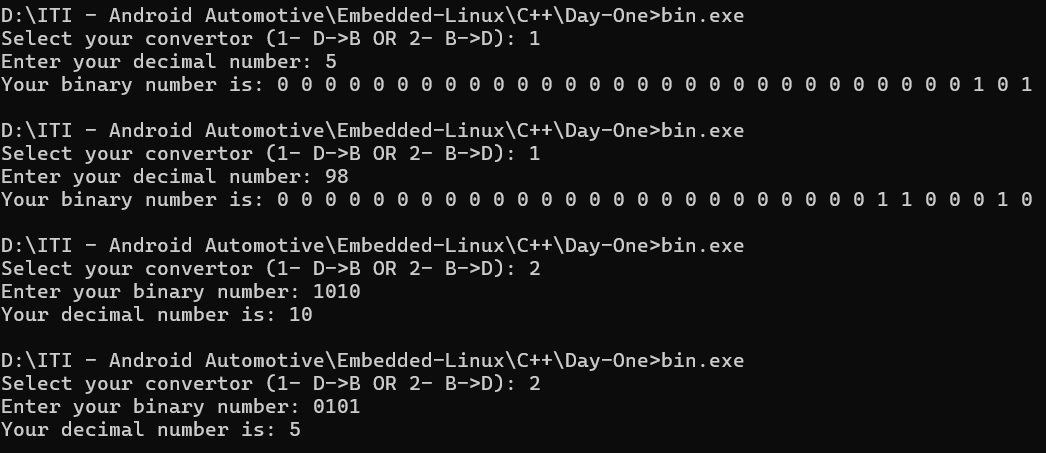 D:\ITI - Android Automotive\Embedded-Linux\C++\Day-One>bin.exe
Select your convertor (1- D->B OR 2- B->D): 1
Enter your decimal number: 5
Your binary number is: 0 0 0 0 0 0 0 0 0 0 0 0 0 0 0 0 0 0 0 0 0 0 0 0 0 0 0 0 0 1 0 1
D:\ITI - Android Automotive\Embedded-Linux\C++\Day-One>bin.exe
Select your convertor (1- D->B OR 2- B->D): 1
Enter your decimal number: 98
Your binary number is: 0 0 0 0 0 0 0 0 0 0 0 0 0 0 0 0 0 0 0 0 0 0 0 0 0 1 1 0 0 0 1 0
D:\ITI - Android Automotive\Embedded-Linux\C++\Day-One>bin.exe
Select your convertor (1- D->B OR 2- B->D): 2
Enter your binary number: 1010
Your decimal number is: 10
D:\ITI - Android Automotive\Embedded-Linux\C++\Day-One>bin.exe
Select your convertor (1- D->B OR 2- B->D): 2
Enter your binary number: 0101
Your decimal number is: 5